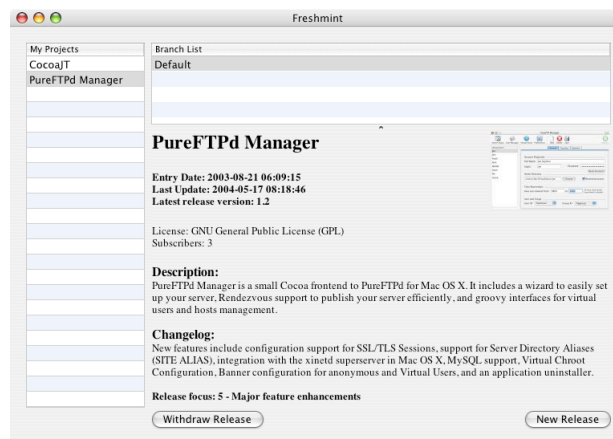 Freshmint
My Projects
CocoaJT
PureFTPd Manager
Branch List
Default
PureFTPd Manager
Entry Date: 2003-08-21 06:09:15
Last Update: 2004-05-17 08:18:46
Latest release version: 1.2
License: GNU General Public License (GPL)
Subscribers: 3
Description:
PureFTPd Manager is a small Cocoa frontend to PureFTPd for Mac OS X. It includes a wizard to easily set
up your server, Rendezvous support to publish your server efficiently, and groovy interfaces for virtual
users and hosts management.
Changelog:
New features include configuration support for SSL/TLS Sessions, support for Server Directory Aliases
(SITE ALIAS), integration with the xinetd superserver in Mac OS X, MySQL support, Virtual Chroot
Configuration, Banner configuration for anonymous and Virtual Users, and an application uninstaller.
Release focus: 5 - Major feature enhancements
Withdraw Release
New Release